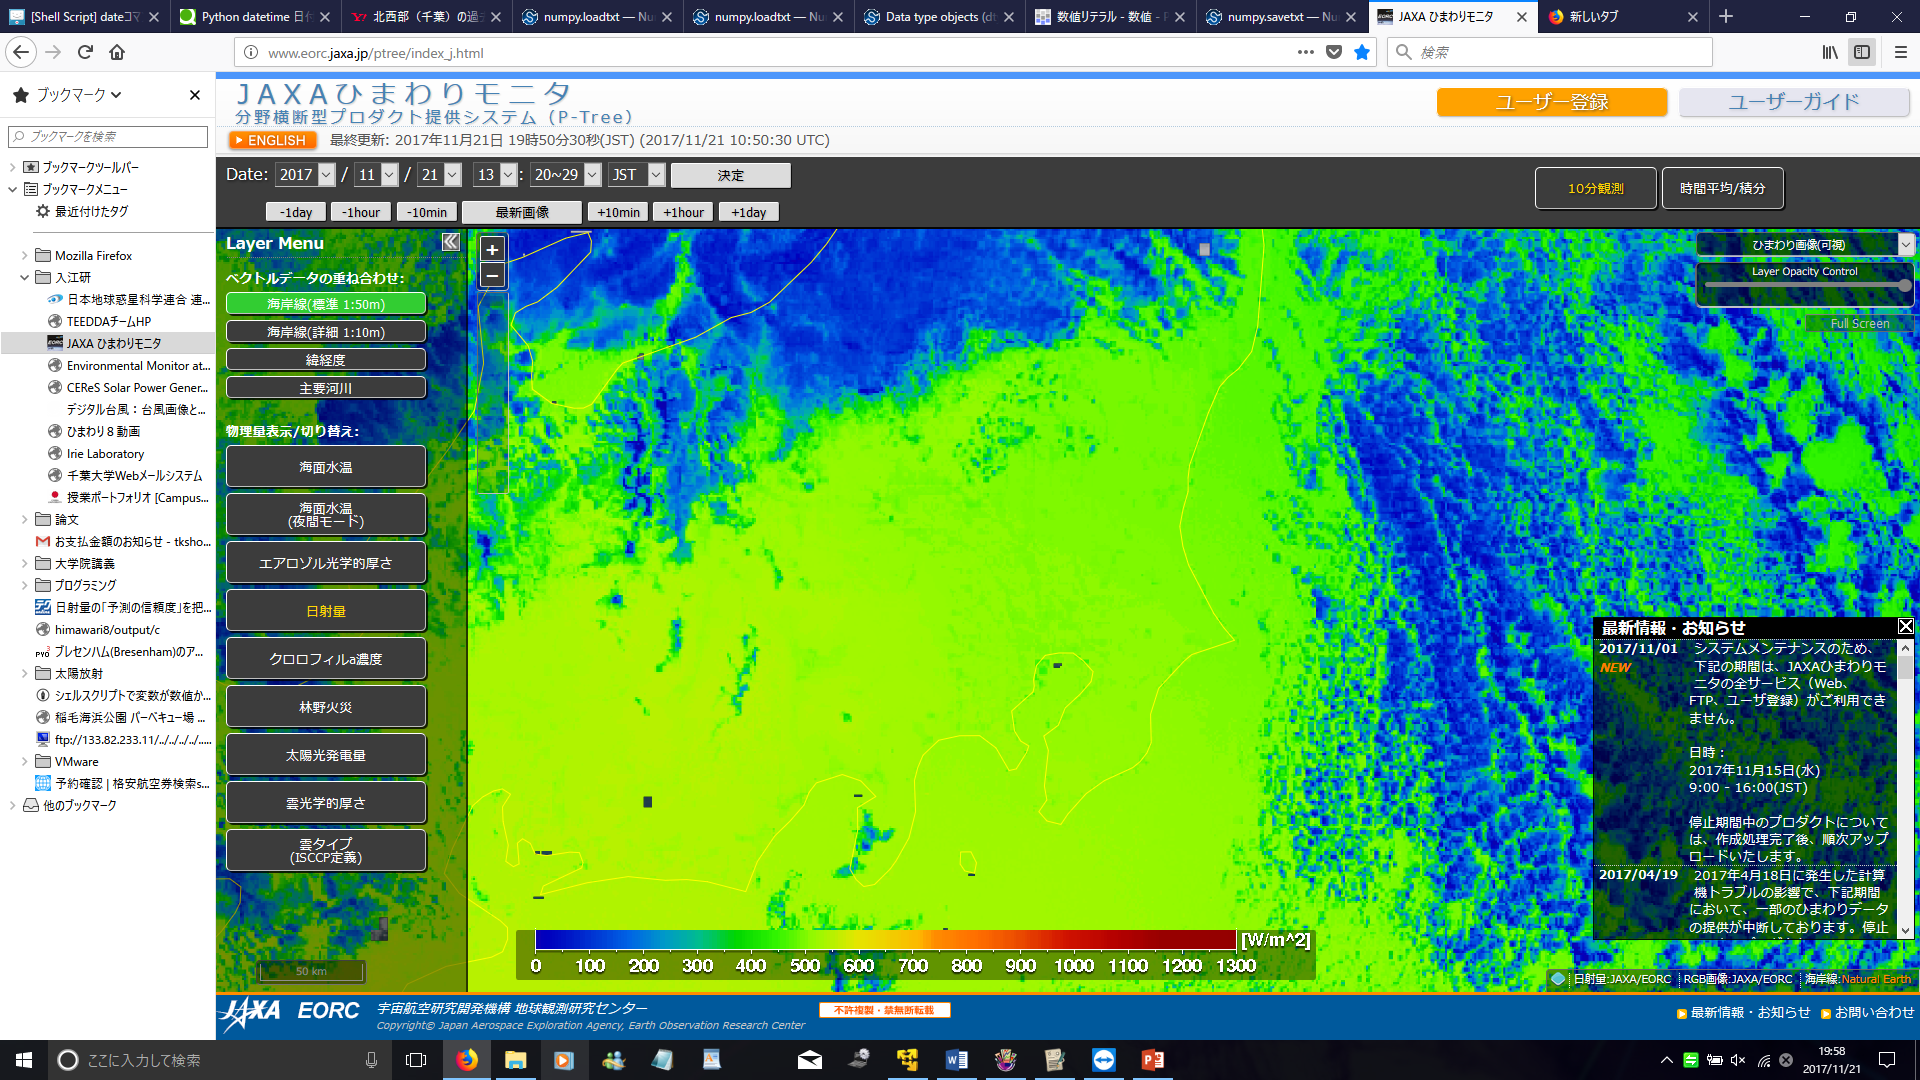 [Shell Script] dateコマ
Python datetime 日付
北西部（千葉）の過
numpy.loadtxt — Nu
numpy.loadtxt — Nu
Data type objects (dt
数値リテラル - 数値 - P
numpy.savetxt — Nu
JAXA ひまわりモニタ
新しいタブ
www.eorc.jaxa.jp/ptree/index_j.html
検索
ブックマーク
ブックマークを検索
ブックマークツールバー
ブックマークメニュー
最近付けたタグ
Mozilla Firefox
入江研
日本地球惑星科学連合 連...
TEEDDAチームHP
JAXA ひまわりモニタ
Environmental Monitor at...
CEReS Solar Power Gener...
デジタル台風：台風画像と...
ひまわり８動画
Irie Laboratory
千葉大学Webメールシステム
授業ポートフォリオ [Campus...
論文
お支払金額のお知らせ - tksho...
大学院講義
プログラミング
日射量の「予測の信頼度」を把...
himawari8/output/c
ブレセンハム(Bresenham)のア...
太陽放射
シェルスクリプトで変数が数値か...
稲毛海浜公園 バーベキュー場 ...
ftp://133.82.233.11/../../../../.....
VMware
予約確認 | 格安航空券検索s...
他のブックマーク
JAXAひまわりモニタ
分野横断型プロダクト提供システム（P-Tree）
ユーザー登録
ユーザーガイド
ENGLISH
最終更新: 2017年11月21日 19時50分30秒(JST) (2017/11/21 10:50:30 UTC)
Date: 2017 / 11 / 21 13 : 20~29 JST 決定
-1day -1hour -10min 最新画像 +10min +1hour +1day
10分観測
時間平均/積分
Layer Menu
ベクトルデータの重ね合わせ:
海岸線(標準 1:50m)
海岸線(詳細 1:10m)
緯経度
主要河川
物理量表示/切り替え:
海面水温
海面水温
(夜間モード)
エアロゾル光学的厚さ
日射量
クロロフィルa濃度
林野火災
太陽光発電量
雲光学的厚さ
雲タイプ
(ISCCP定義)
50 km
+
−
ひまわり画像(可視)
Layer Opacity Control
Full Screen
最新情報・お知らせ
2017/11/01
NEW
システムメンテナンスのため、
下記の期間は、JAXAひまわりモ
ニタの全サービス（Web、
FTP、ユーザ登録）がご利用でき
ません。
日時：
2017年11月15日(水)
9:00 - 16:00(JST)
停止期間中のプロダクトについて
は、作成処理完了後、順次アップ
ロードいたします。
2017/04/19
2017年4月18日に発生した計算
機トラブルの影響で、下記期間
において、一部のひまわりデータ
の提供が中断しております。停止
[W/m^2]
0 100 200 300 400 500 600 700 800 900 1000 1100 1200 1300
日射量:JAXA/EORC
RGB画像:JAXA/EORC
海岸線:Natural Earth
JAXA EORC
宇宙航空研究開発機構 地球観測研究センター
Copyright© Japan Aerospace Exploration Agency, Earth Observation Research Center
不許複製・禁無断転載
最新情報・お知らせ
お問い合わせ
ここに入力して検索
19:58
2017/11/21